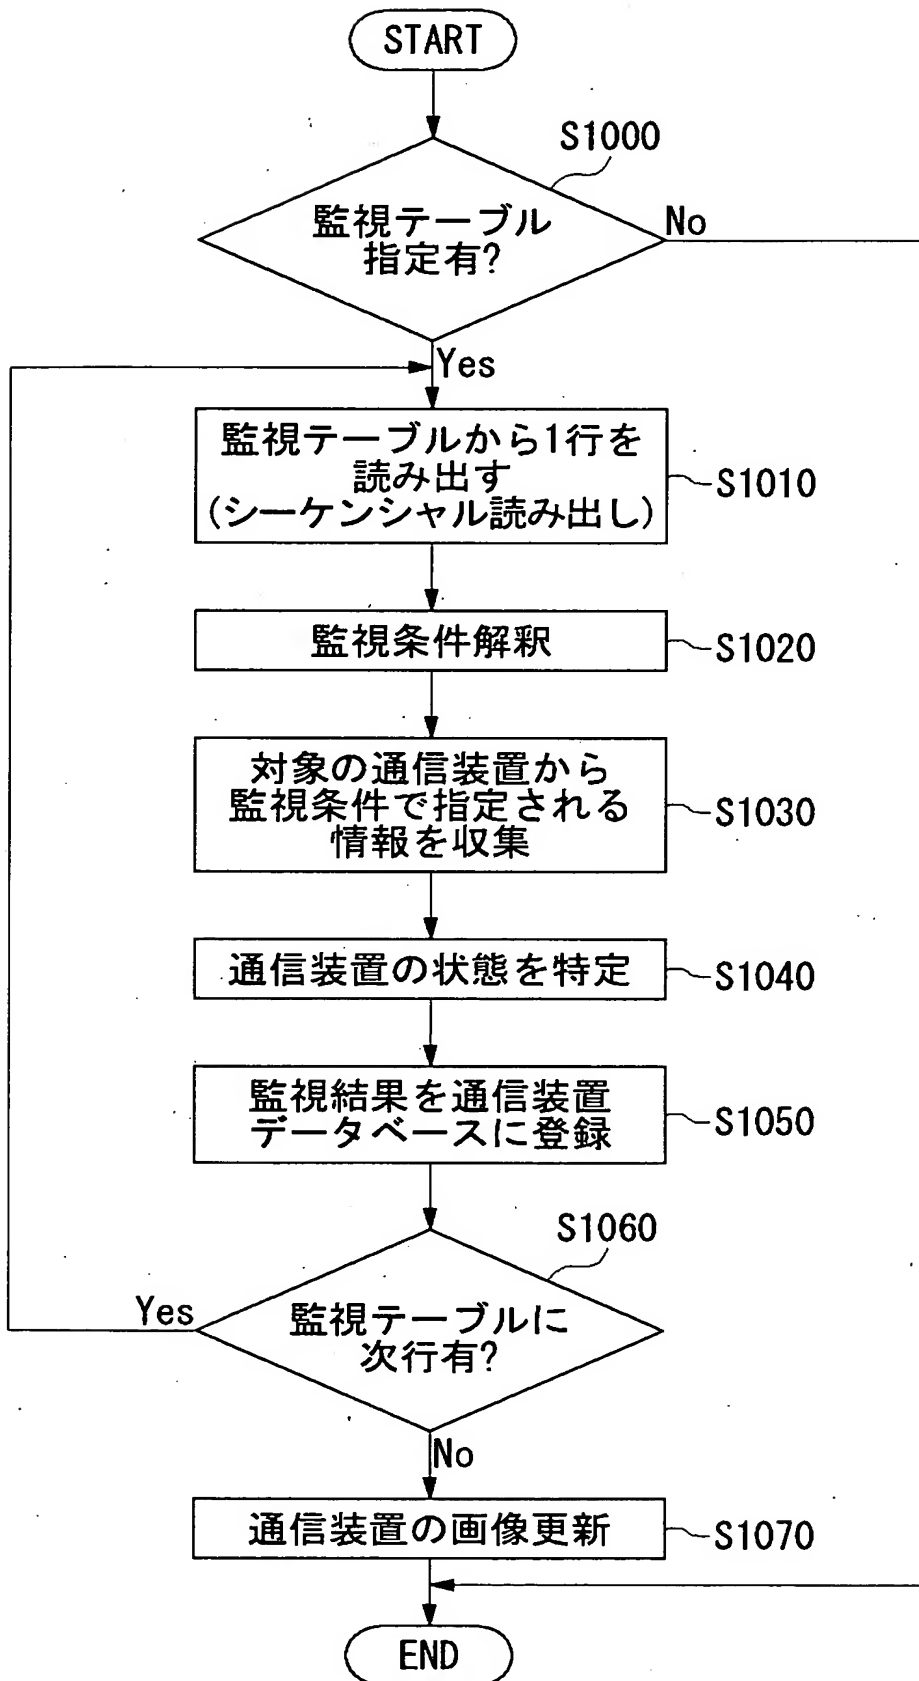 START
S1000
監視テーブル
指定有?
No
Yes
監視テーブルから1行を
読み出す
(シーケンシャル読み出し)
S1010
監視条件解釈
S1020
対象の通信装置から
監視条件で指定される
情報を収集
S1030
通信装置の状態を特定
S1040
監視結果を通信装置
データベースに登録
S1050
S1060
Yes
監視テーブルに
次行有?
No
通信装置の画像更新
S1070
END